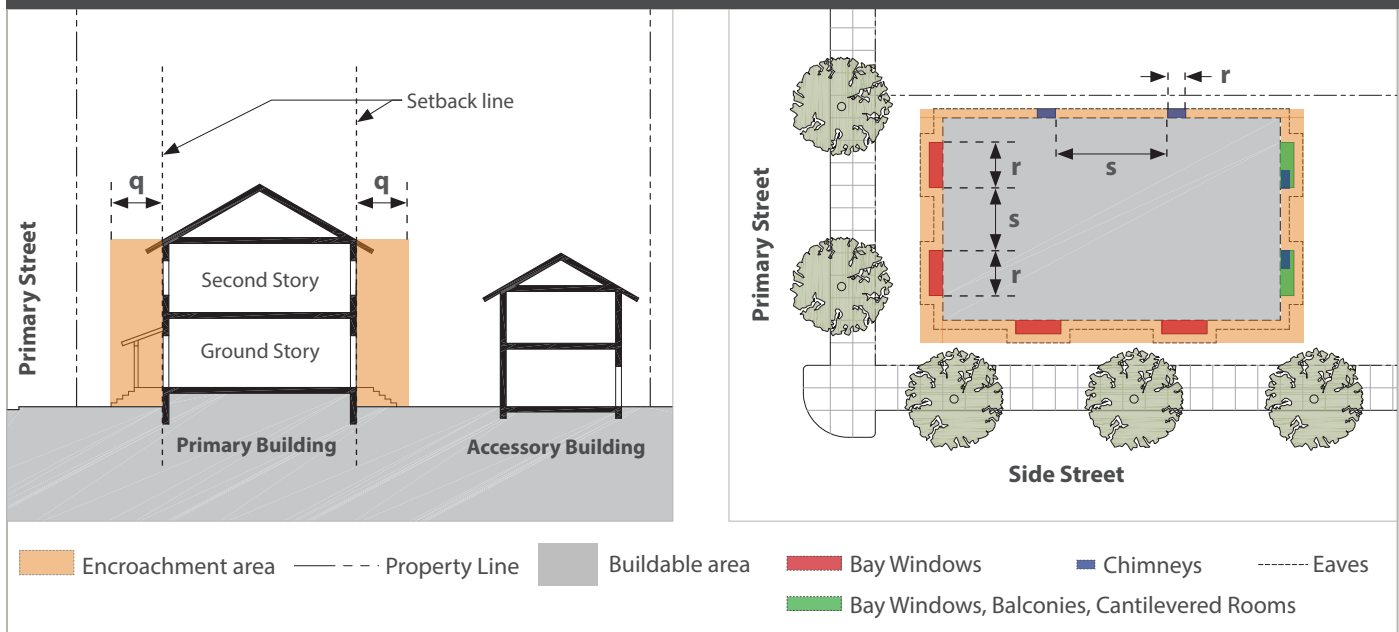 Setback line
q
q
Primary Street
Second Story
Ground Story
Primary Building
Accessory Building
r
r
s
s
r
Primary Street
Side Street
Encroachment area
Property Line
Buildable area
Bay Windows
Chimneys
Eaves
Bay Windows, Balconies, Cantilevered Rooms